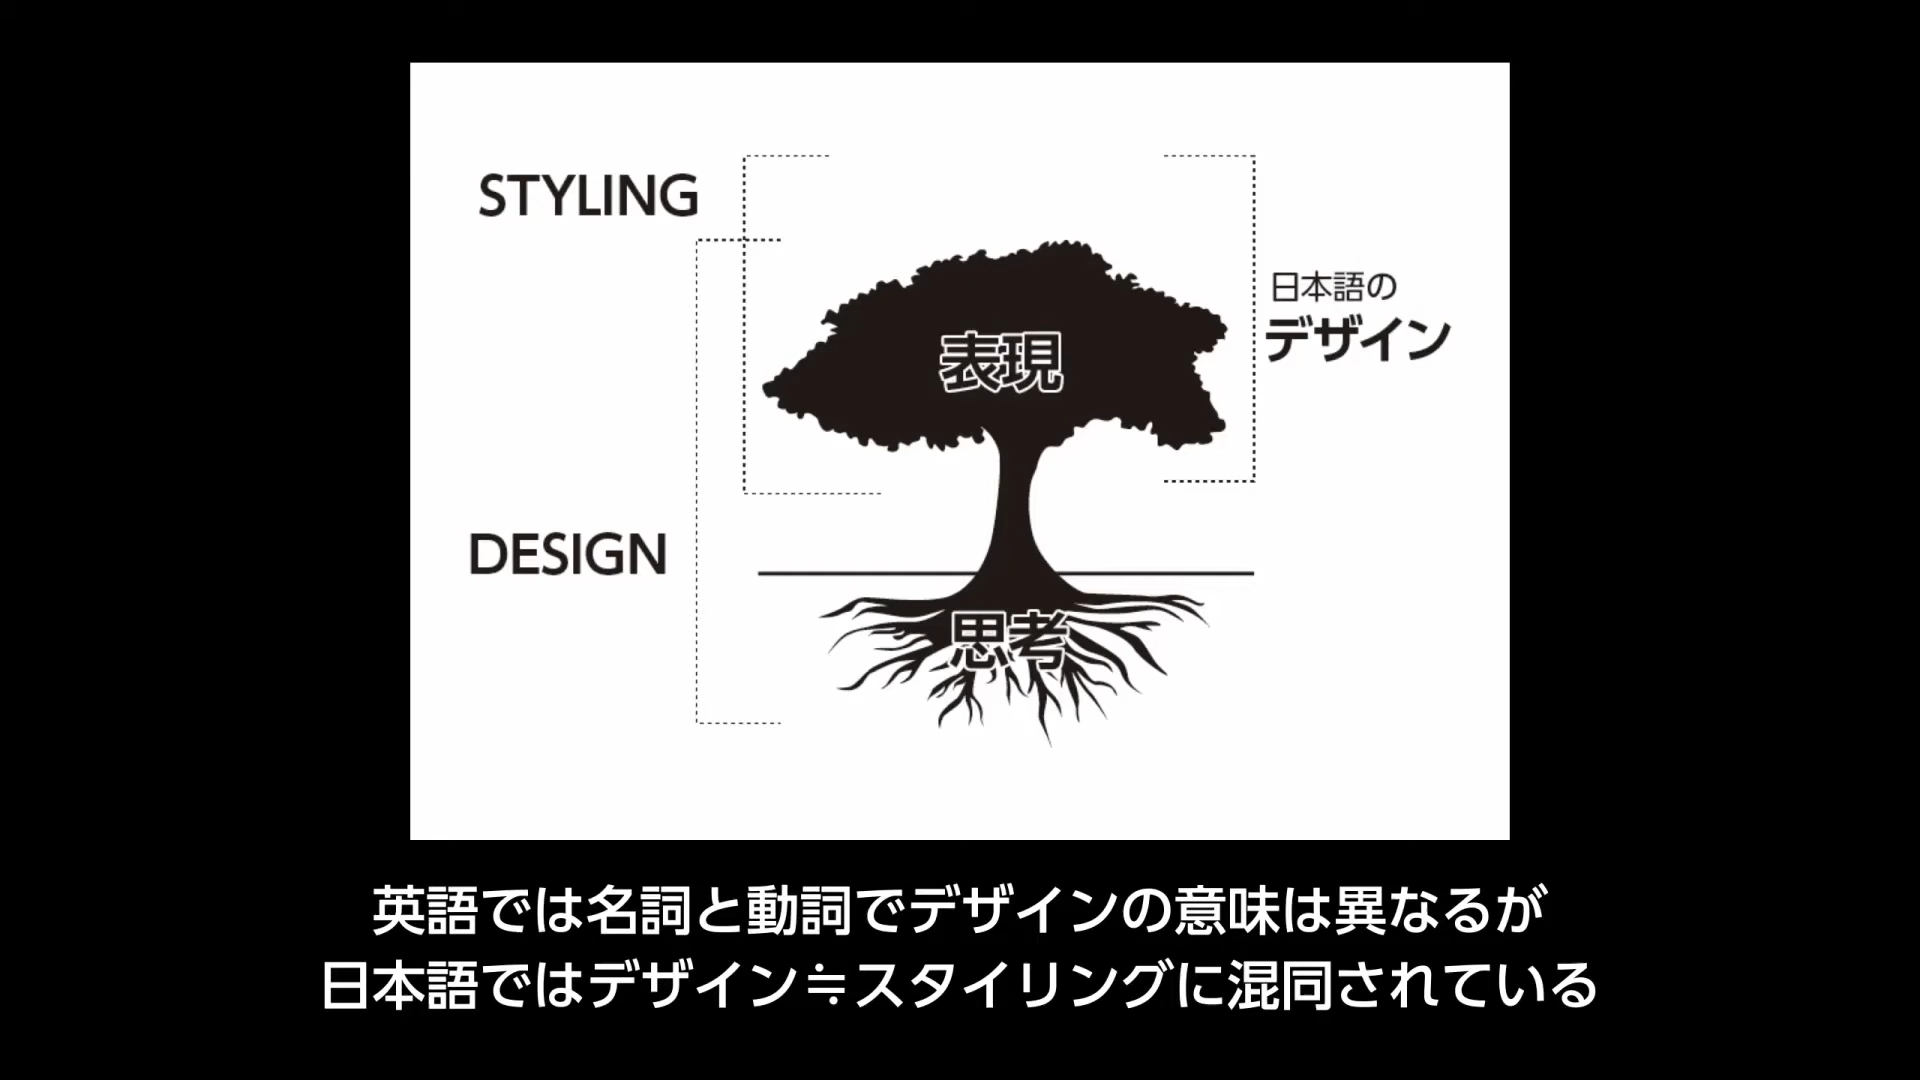 STYLING
日本語の
デザイン
表現
DESIGN
思考
英語では名詞と動詞でデザインの意味は異なるが
日本語ではデザイン≒スタイリングに混同されている